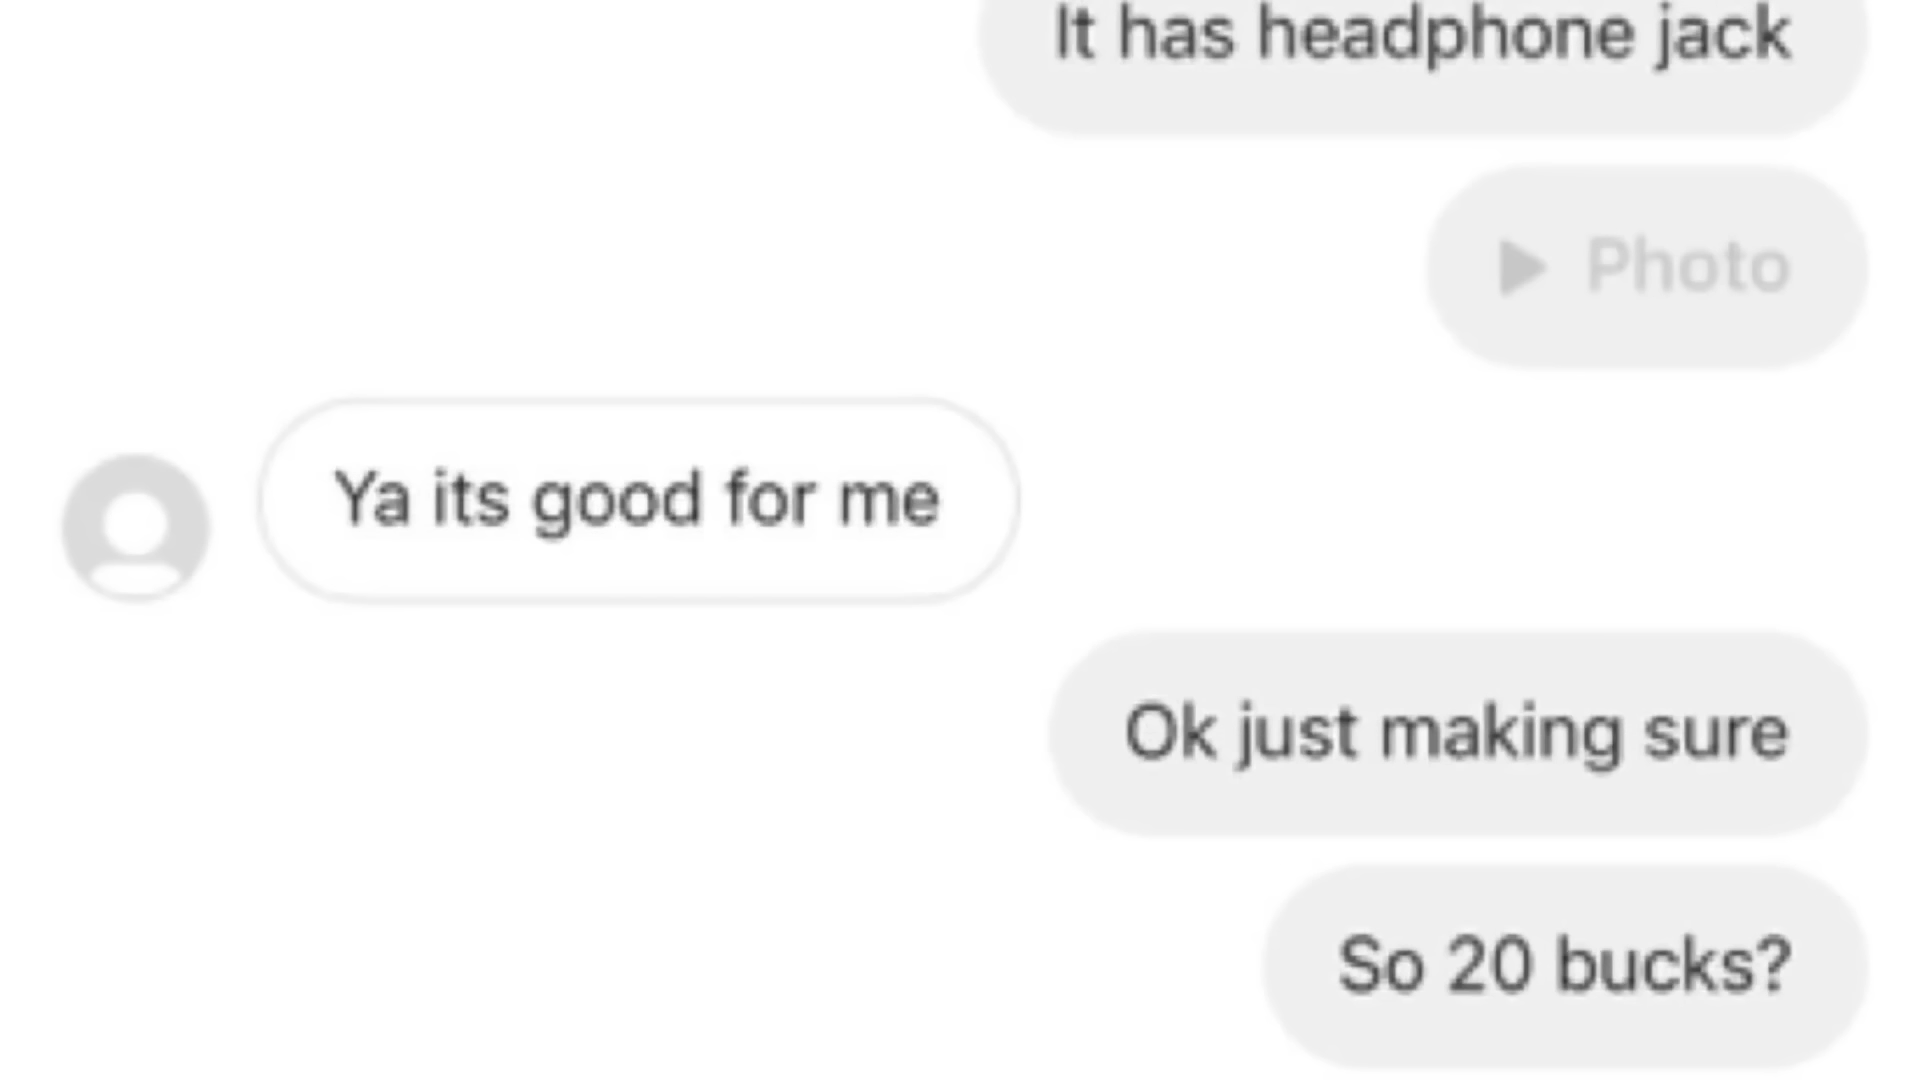 It has headphone jack
Photo
Ya its good for me
Ok just making sure
So 20 bucks?